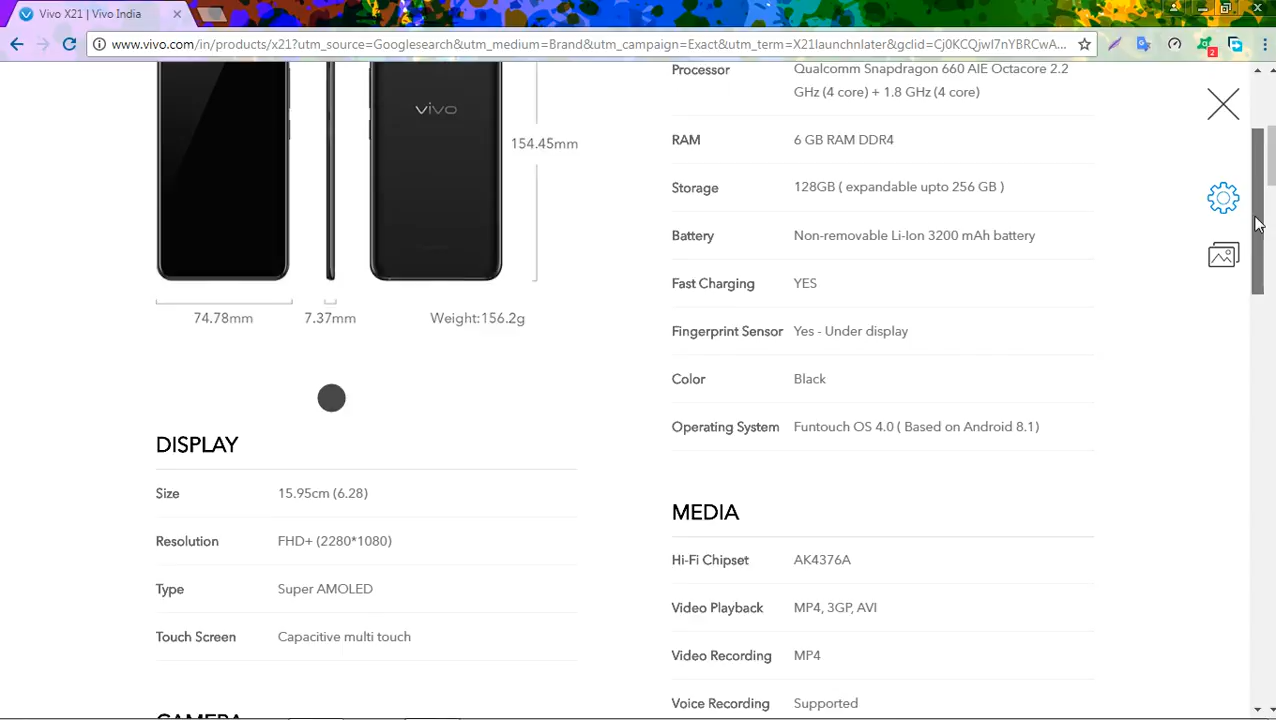 Vivo X21 | Vivo India
www.vivo.com/in/products/x21?utm_source=Googlesearch&utm_medium=Brand&utm_campaign=Exact&utm_term=X21launchnlater&gclid=Cj0KCQjwl7nYBRCwA...
2
vivo
154.45mm
74.78mm
7.37mm
Weight:156.2g
DISPLAY
Size 15.95cm (6.28)
Resolution FHD+ (2280*1080)
Type Super AMOLED
Touch Screen Capacitive multi touch
CAMERA
Processor Qualcomm Snapdragon 660 AIE Octacore 2.2
GHz (4 core) + 1.8 GHz (4 core)
RAM 6 GB RAM DDR4
Storage 128GB ( expandable upto 256 GB )
Battery Non-removable Li-Ion 3200 mAh battery
Fast Charging YES
Fingerprint Sensor Yes - Under display
Color Black
Operating System Funtouch OS 4.0 ( Based on Android 8.1)
MEDIA
Hi-Fi Chipset AK4376A
Video Playback MP4, 3GP, AVI
Video Recording MP4
Voice Recording Supported